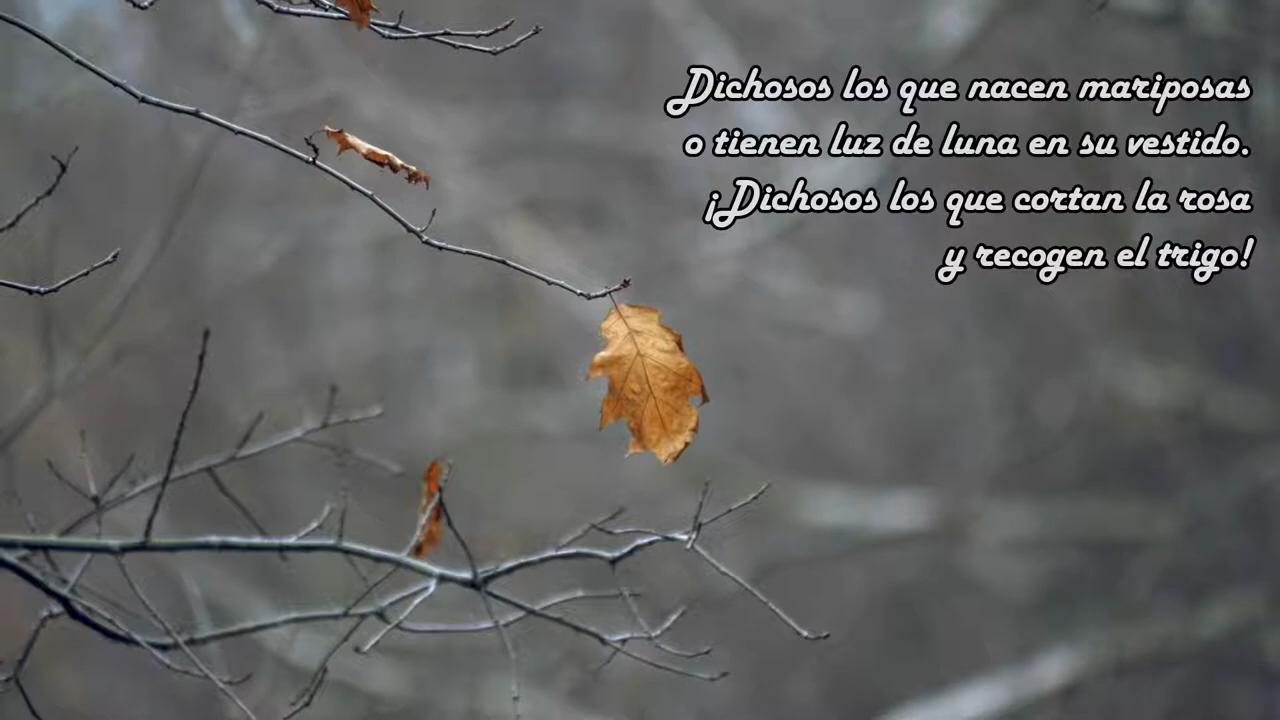 Dichosos los que nacen mariposas
o tienen luz de luna en su vestido.
¡Dichosos los que cortan la rosa
y recogen el trigo!